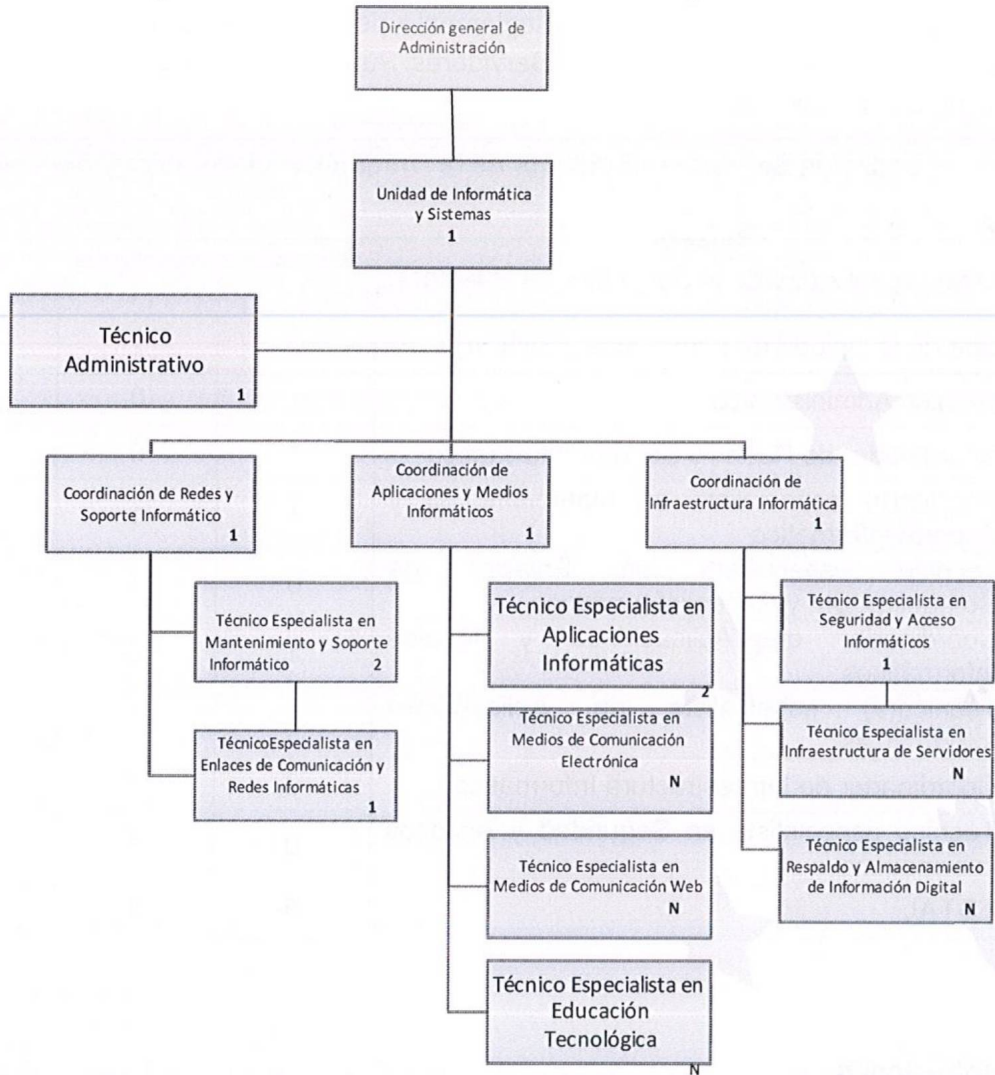 Dirección general de
Administración
Unidad de Informática
y Sistemas
1
Técnico
Administrativo
1
Coordinación de Redes y
Soporte Informático
1
Coordinación de
Aplicaciones y Medios
Informáticos
1
Coordinación de
Infraestructura Informática
1
Técnico Especialista en
Mantenimiento y Soporte
Informático 2
TécnicoEspecialista en
Enlaces de Comunicación y
Redes Informáticas
1
Técnico Especialista en
Aplicaciones
Informáticas
2
Técnico Especialista en
Medios de Comunicación
Electrónica
N
Técnico Especialista en
Medios de Comunicación Web
N
Técnico Especialista en
Educación
Tecnológica
N
Técnico Especialista en
Seguridad y Acceso
Informáticos
1
Técnico Especialista en
Infraestructura de Servidores
N
Técnico Especialista en
Respaldo y Almacenamiento
de Información Digital
N